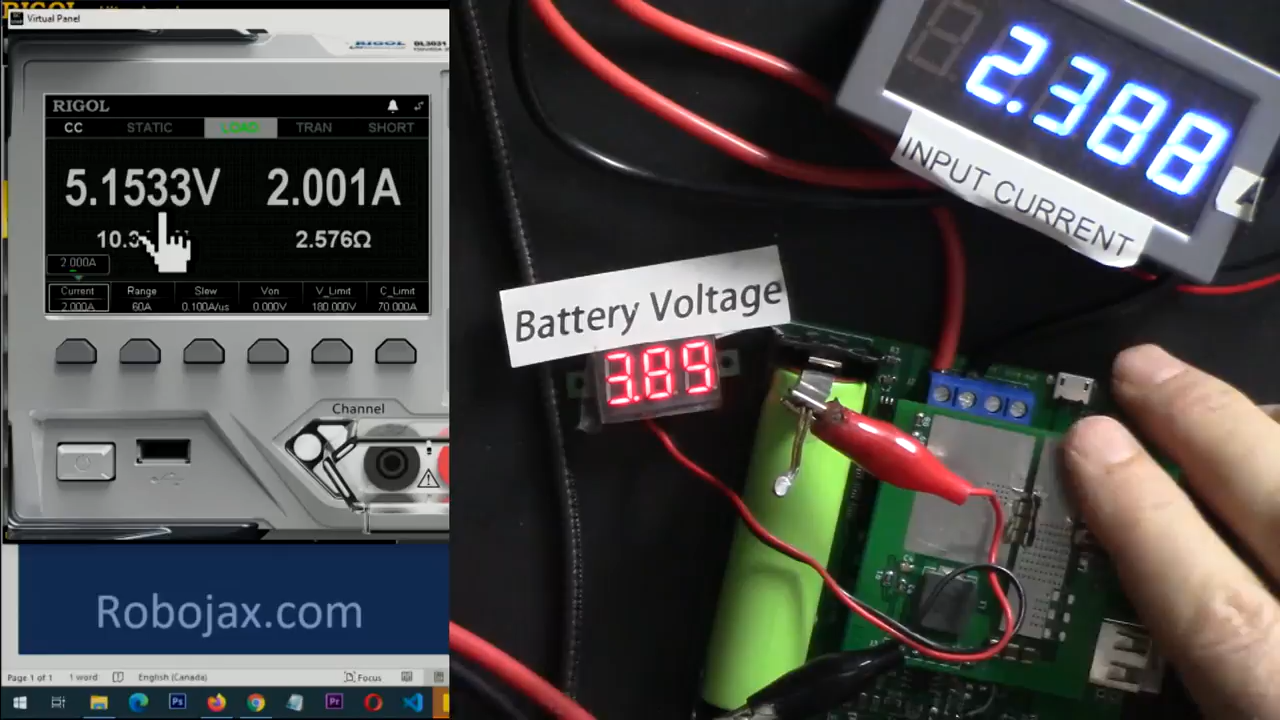 Virtual Panel
RIGOL
RIGOL
CC STATIC LOAD TRAN SHORT
5.1533V 2.001A
2.576Ω
2.000A
Current Range Slew Von V_Limit C_Limit
2.000A 60A 0.100A/us 0.000V 180.000V 70.000A
Channel
Robojax.com
Page 1 of 1 1 word English (Canada) Focus
2.388
INPUT CURRENT
A
Battery Voltage
3.89